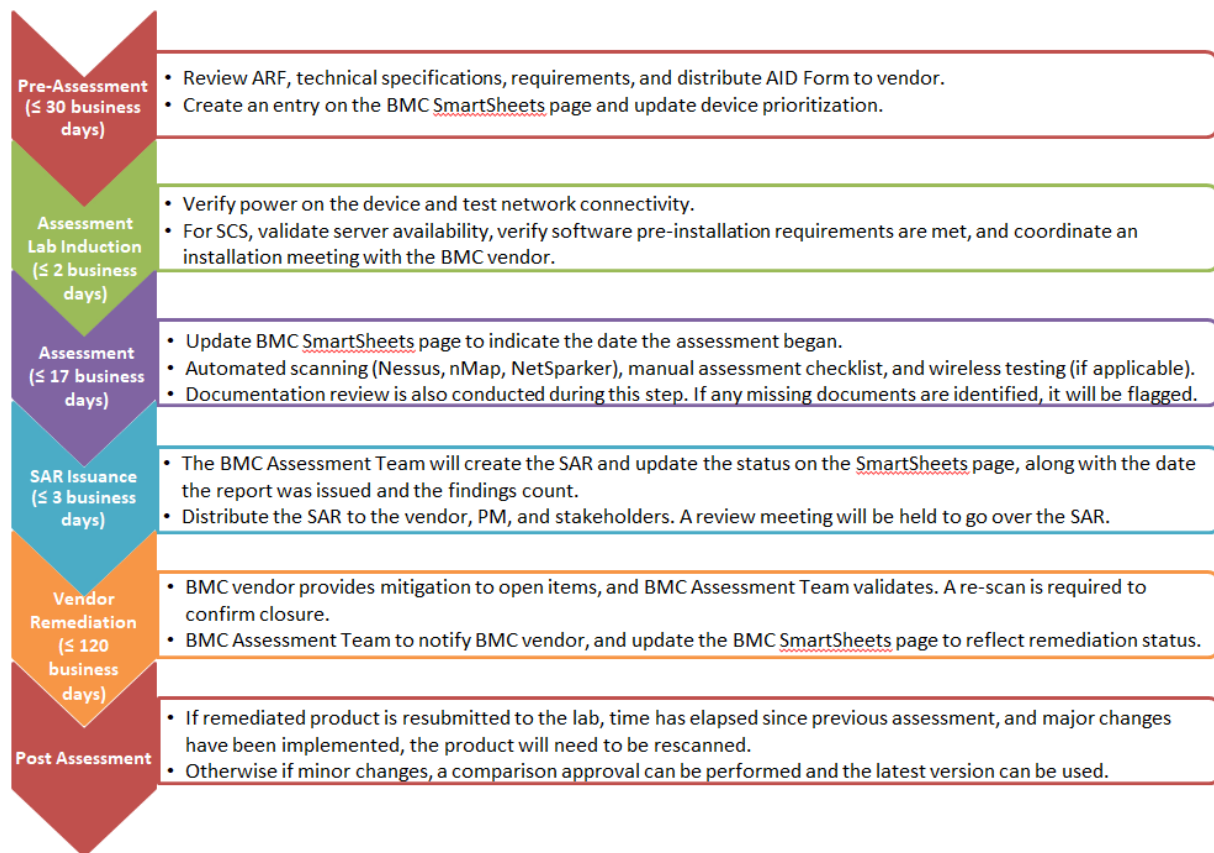 Pre-Assessment
(≤ 30 business
days)
• Review ARF, technical specifications, requirements, and distribute AID Form to vendor.
• Create an entry on the BMC SmartSheets page and update device prioritization.
Assessment
Lab Induction
(≤ 2 business
days)
• Verify power on the device and test network connectivity.
• For SCS, validate server availability, verify software pre-installation requirements are met, and coordinate an
installation meeting with the BMC vendor.
Assessment
(≤ 17 business
days)
• Update BMC SmartSheets page to indicate the date the assessment began.
• Automated scanning (Nessus, nMap, NetSparker), manual assessment checklist, and wireless testing (if applicable).
• Documentation review is also conducted during this step. If any missing documents are identified, it will be flagged.
SAR Issuance
(≤ 3 business
days)
• The BMC Assessment Team will create the SAR and update the status on the SmartSheets page, along with the date
the report was issued and the findings count.
• Distribute the SAR to the vendor, PM, and stakeholders. A review meeting will be held to go over the SAR.
Vendor
Remediation
(≤ 120
business
days)
• BMC vendor provides mitigation to open items, and BMC Assessment Team validates. A re-scan is required to
confirm closure.
• BMC Assessment Team to notify BMC vendor, and update the BMC SmartSheets page to reflect remediation status.
Post Assessment
• If remediated product is resubmitted to the lab, time has elapsed since previous assessment, and major changes
have been implemented, the product will need to be rescanned.
• Otherwise if minor changes, a comparison approval can be performed and the latest version can be used.